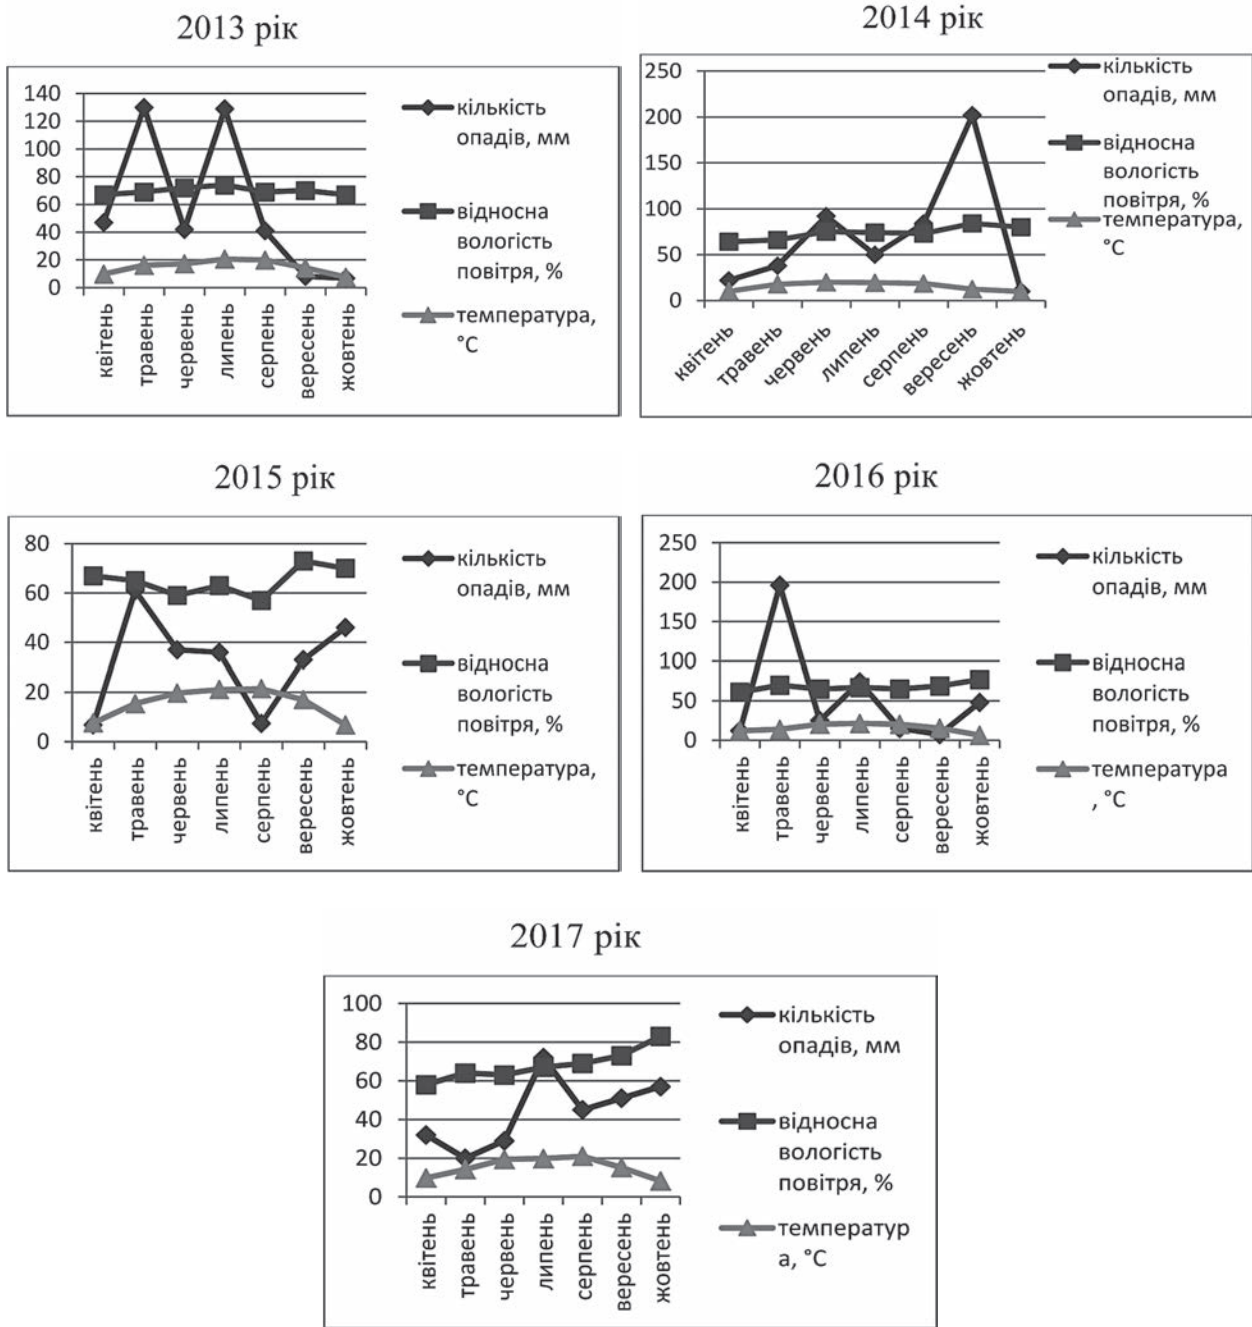 2013 рік
140
120
100
80
60
40
20
0
квітень
травень
червень
липень
серпень
вересень
жовтень
кількість
опадів, мм
відносна
вологість
повітря, %
температура,
°С
2014 рік
250
200
150
100
50
0
квітень
травень
червень
липень
серпень
вересень
жовтень
кількість
опадів, мм
відносна
вологість
повітря, %
температура,
°С
2015 рік
80
60
40
20
0
квітень
травень
червень
липень
серпень
вересень
жовтень
кількість
опадів, мм
відносна
вологість
повітря, %
температура,
°С
2016 рік
250
200
150
100
50
0
квітень
травень
червень
липень
серпень
вересень
жовтень
кількість
опадів, мм
відносна
вологість
повітря, %
температура
, °С
2017 рік
100
80
60
40
20
0
квітень
травень
червень
липень
серпень
вересень
жовтень
кількість
опадів, мм
відносна
вологість
повітря, %
температур
а, °С